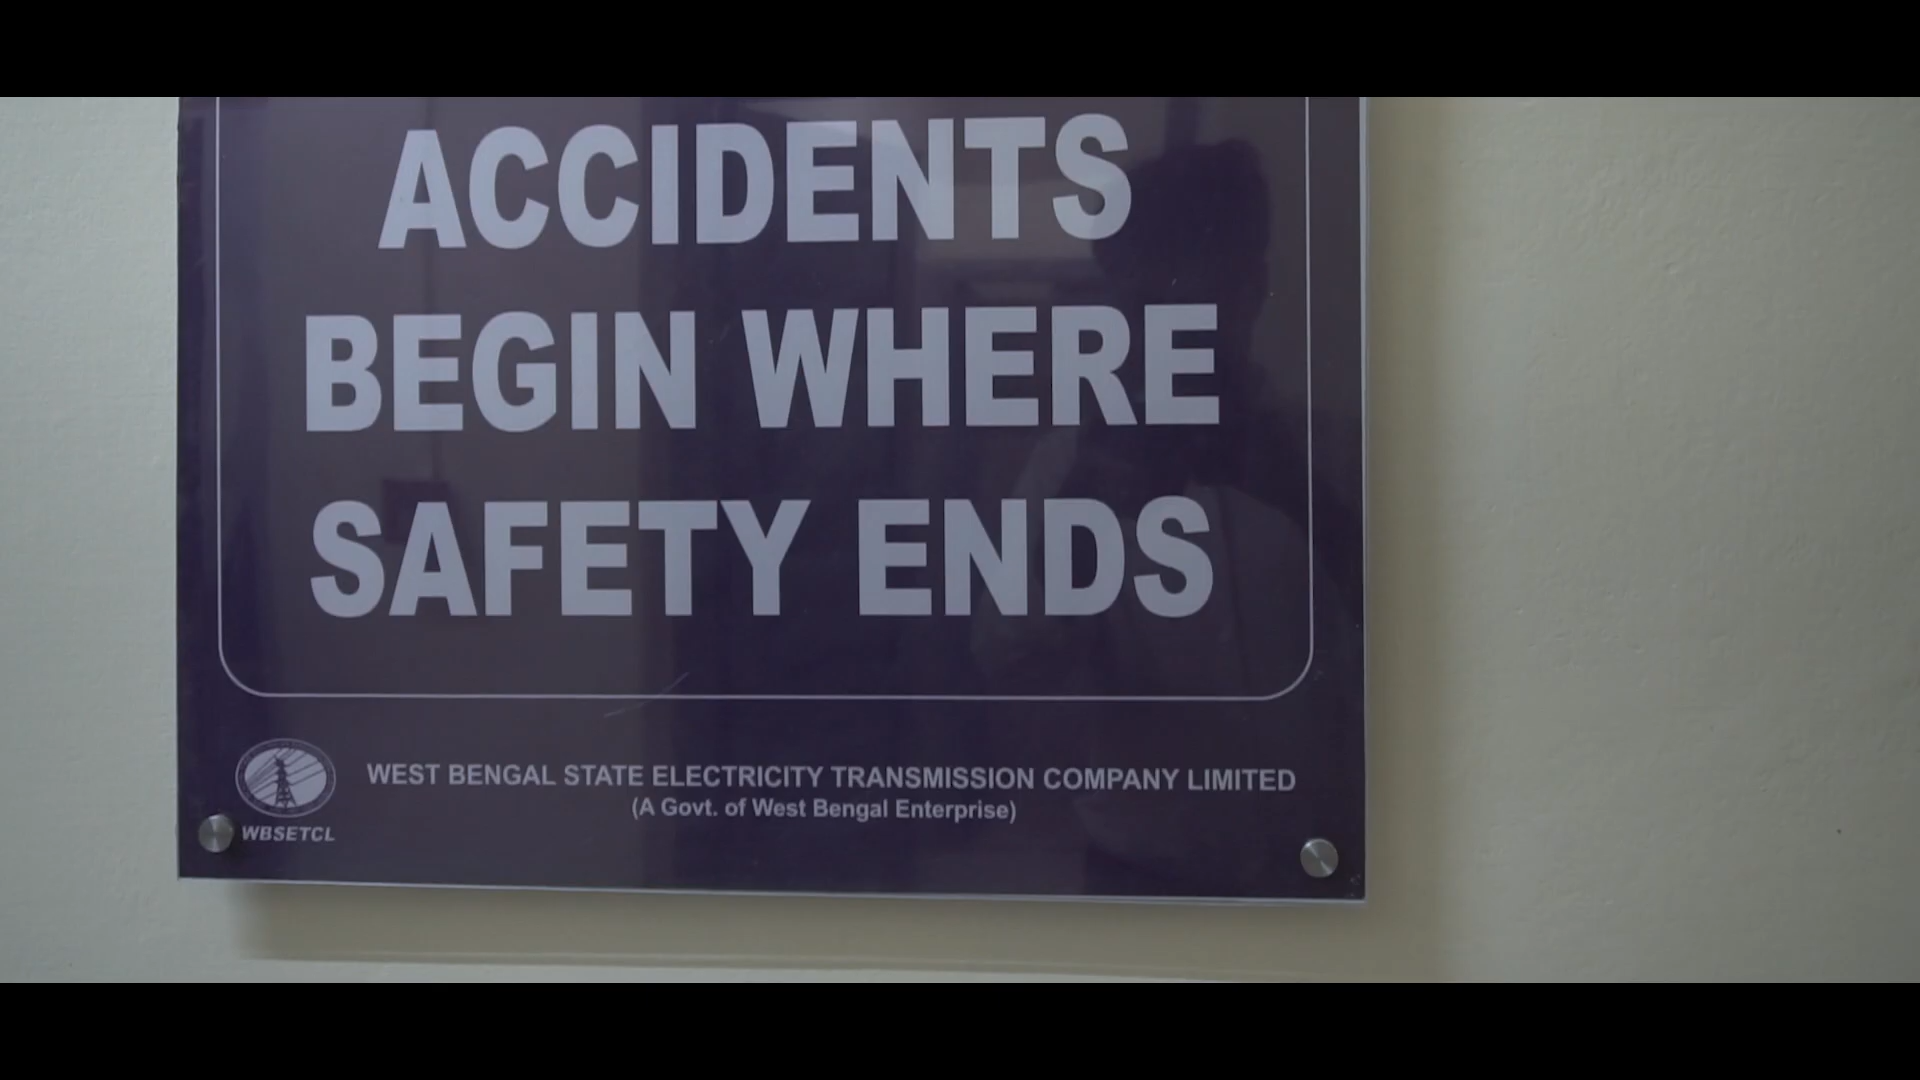 ACCIDENTS
BEGIN WHERE
SAFETY ENDS
WEST BENGAL STATE ELECTRICITY TRANSMISSION COMPANY LIMITED
(A Govt. of West Bengal Enterprise)
WBSETCL